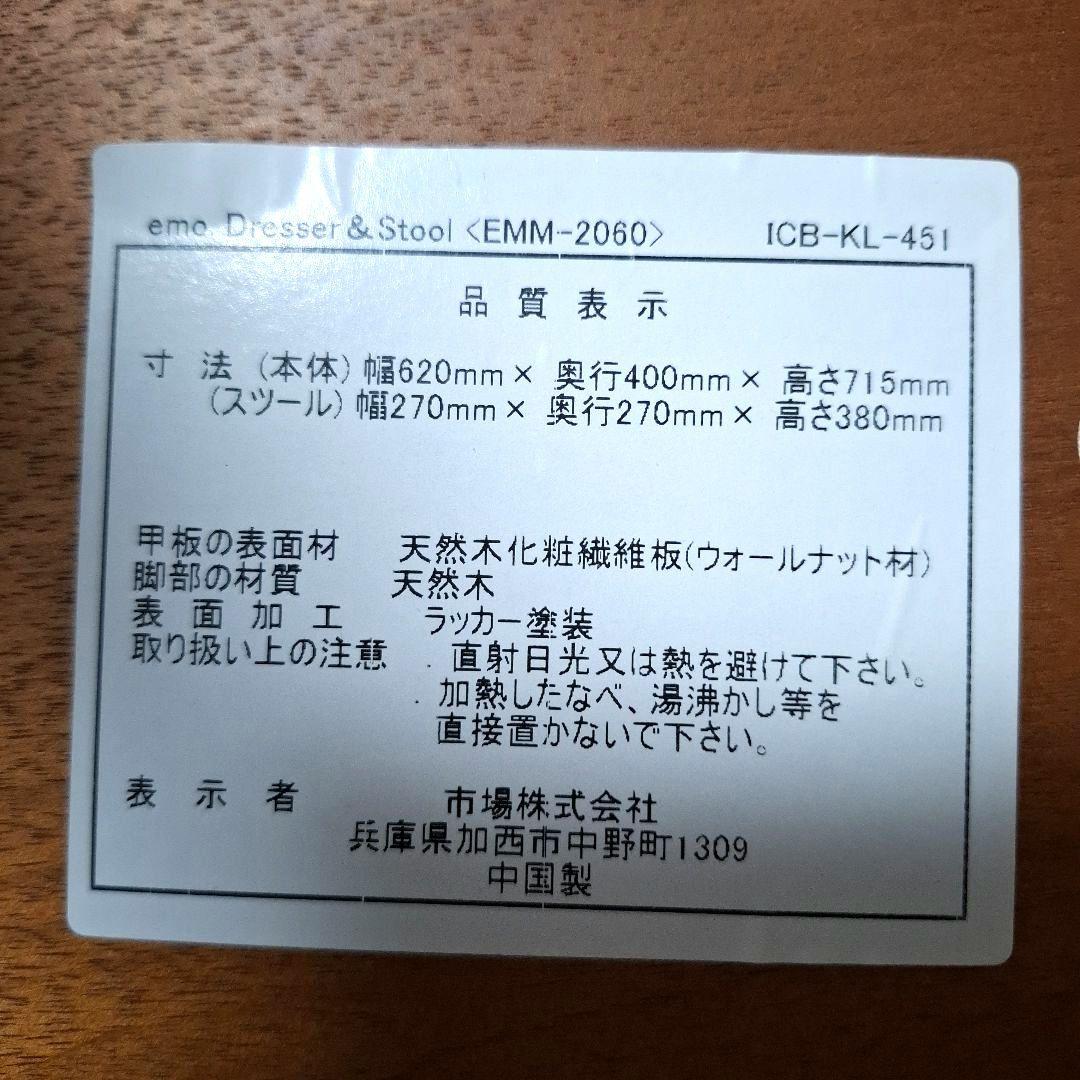 emo. Dresser & Stool <EMM-2060> ICB-KL-451
品質表示
寸法 (本体) 幅620mm× 奥行400mm× 高さ715mm
(スツール) 幅270mm× 奥行270mm× 高さ380mm
甲板の表面材 天然木化粧繊維板(ウォールナット材)
脚部の材質 天然木
表面加工 ラッカー塗装
取り扱い上の注意 . 直射日光又は熱を避けて下さい。
. 加熱したなべ、湯沸かし等を
直接置かないで下さい。
表示者 市場株式会社
兵庫県加西市中野町1309
中国製